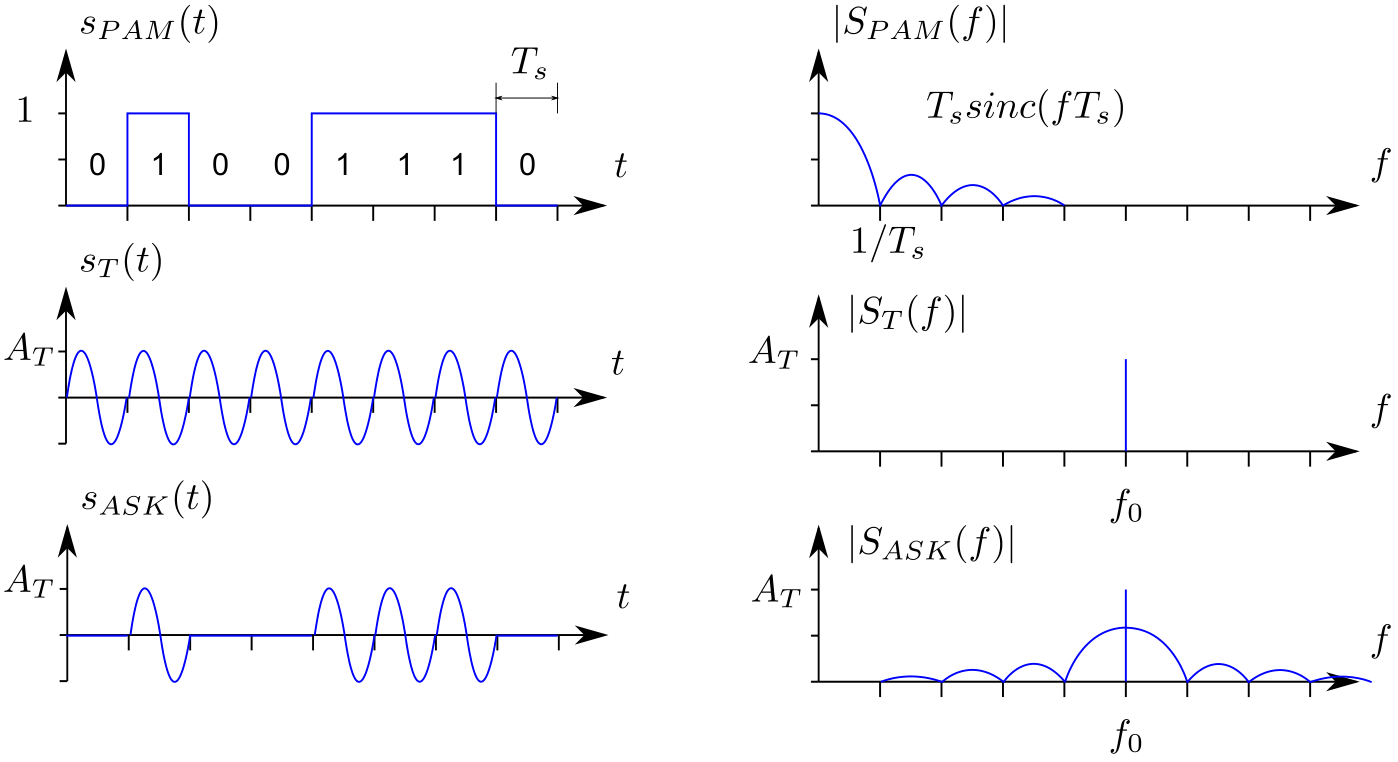 s_{PAM}(t)
T_s
1
0 1 0 0 1 1 1 0
t
s_T(t)
A_T
t
s_{ASK}(t)
A_T
t
|S_{PAM}(f)|
T_s sinc(fT_s)
f
1/T_s
|S_T(f)|
A_T
f
f_0
|S_{ASK}(f)|
A_T
f
f_0